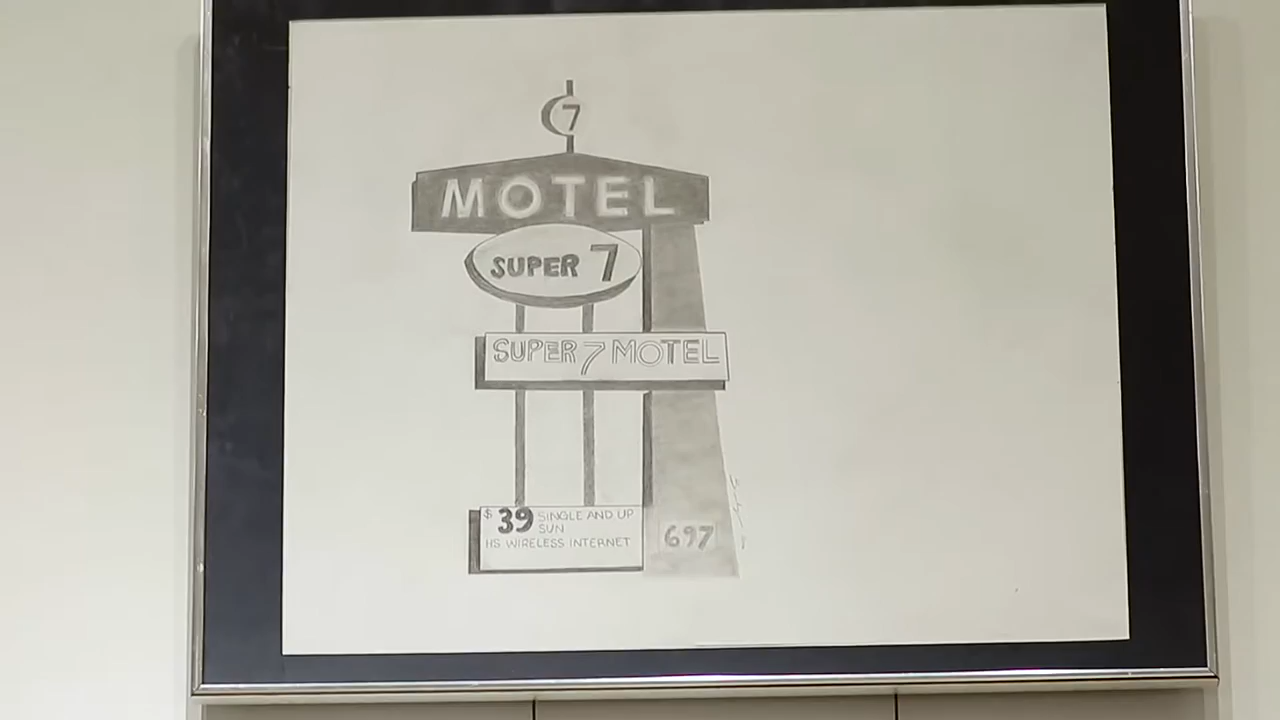 7
MOTEL
SUPER 7
SUPER 7 MOTEL
$39 SINGLE AND UP
SUN
HS WIRELESS INTERNET
697